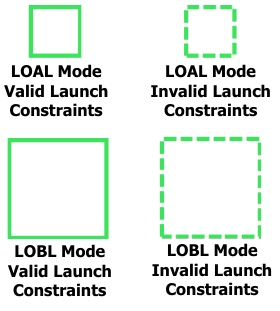 LOAL Mode
Valid Launch
Constraints
LOAL Mode
Invalid Launch
Constraints
LOBL Mode
Valid Launch
Constraints
LOBL Mode
Invalid Launch
Constraints